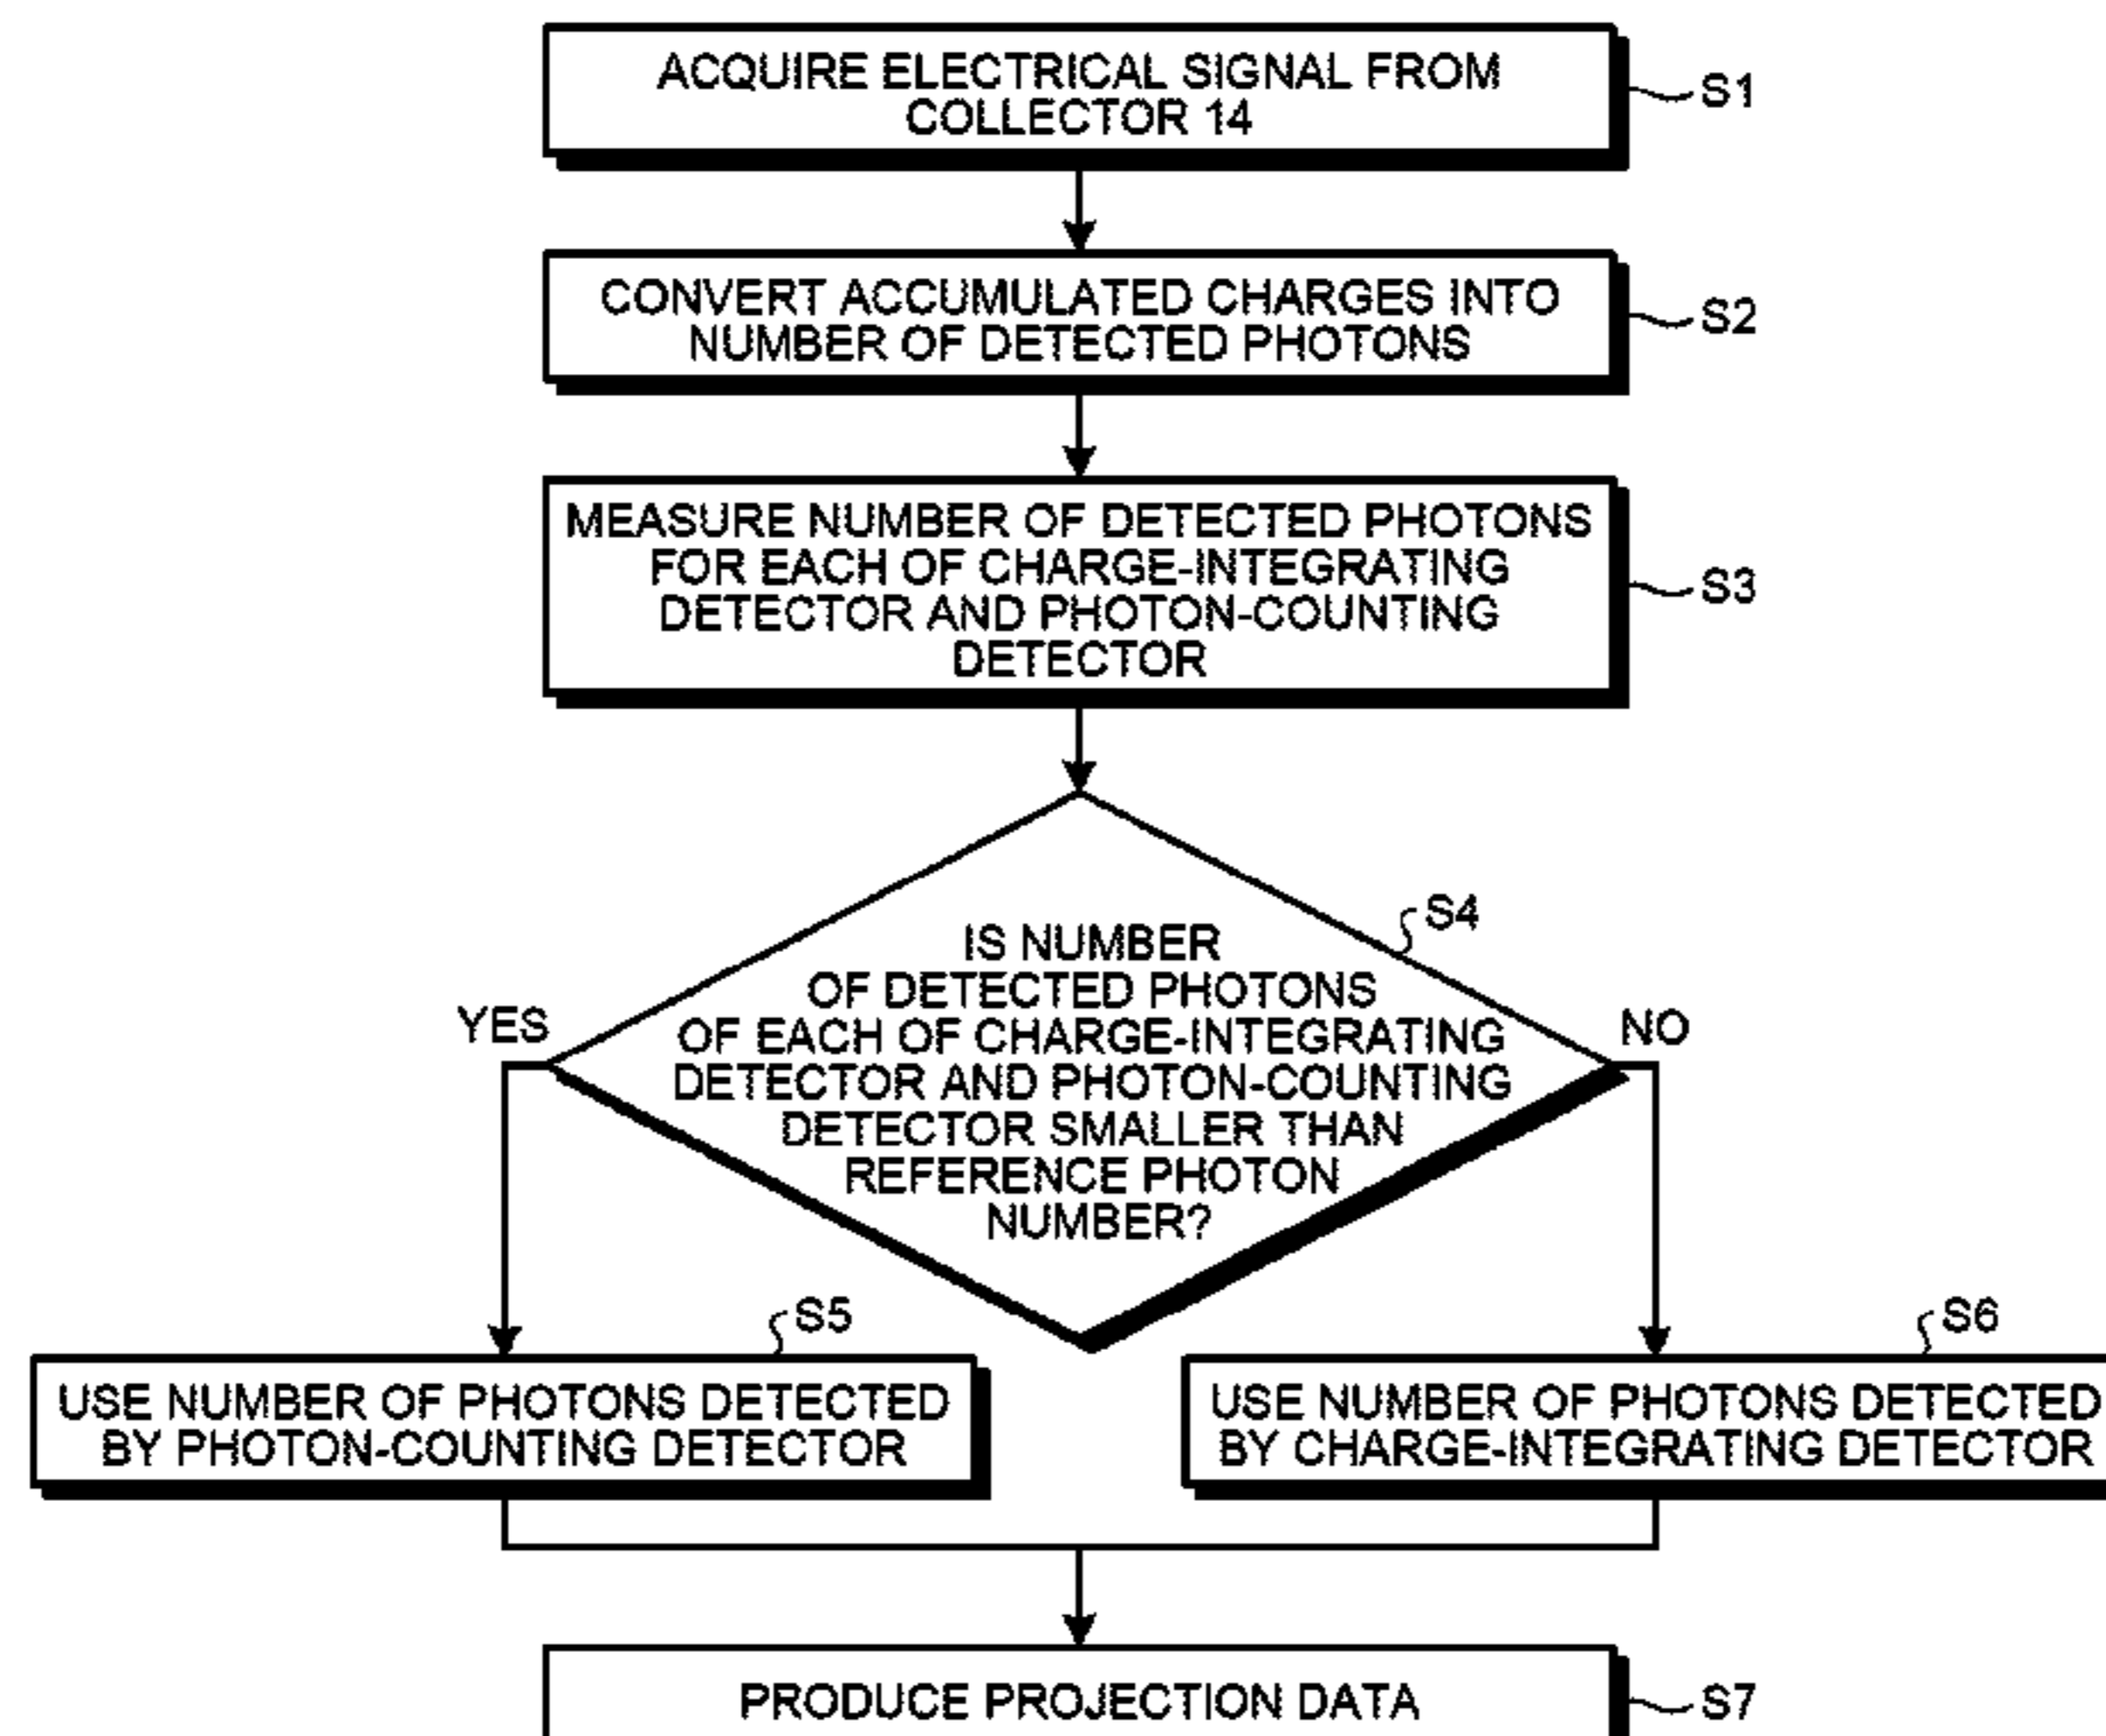 ACQUIRE ELECTRICAL SIGNAL FROM
COLLECTOR 14
S1
CONVERT ACCUMULATED CHARGES INTO
NUMBER OF DETECTED PHOTONS
S2
MEASURE NUMBER OF DETECTED PHOTONS
FOR EACH OF CHARGE-INTEGRATING
DETECTOR AND PHOTON-COUNTING
DETECTOR
S3
S4
IS NUMBER
OF DETECTED PHOTONS
OF EACH OF CHARGE-INTEGRATING
DETECTOR AND PHOTON-COUNTING
DETECTOR SMALLER THAN
REFERENCE PHOTON
NUMBER?
YES
NO
S5
USE NUMBER OF PHOTONS DETECTED
BY PHOTON-COUNTING DETECTOR
S6
USE NUMBER OF PHOTONS DETECTED
BY CHARGE-INTEGRATING DETECTOR
PRODUCE PROJECTION DATA
S7